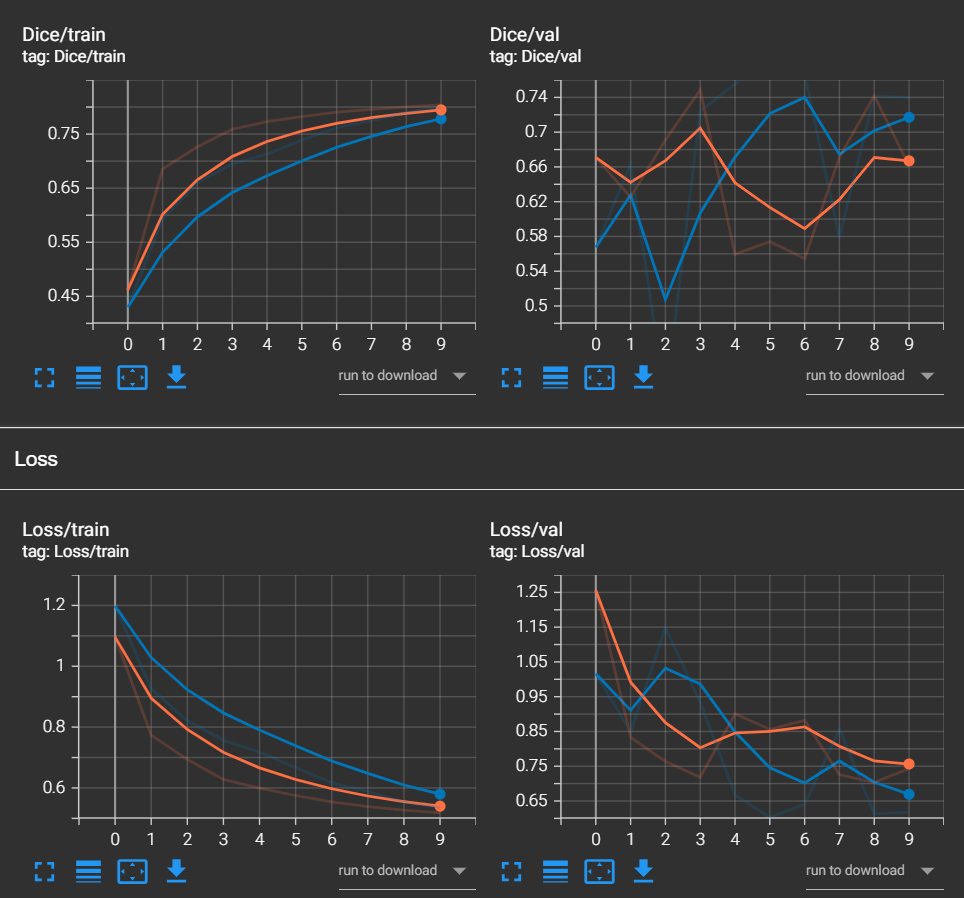 Dice/train
tag: Dice/train
0.75
0.65
0.55
0.45
0 1 2 3 4 5 6 7 8 9
run to download
Dice/val
tag: Dice/val
0.74
0.7
0.66
0.62
0.58
0.54
0.5
0 1 2 3 4 5 6 7 8 9
run to download
Loss
Loss/train
tag: Loss/train
1.2
1
0.8
0.6
0 1 2 3 4 5 6 7 8 9
run to download
Loss/val
tag: Loss/val
1.25
1.15
1.05
0.95
0.85
0.75
0.65
0 1 2 3 4 5 6 7 8 9
run to download